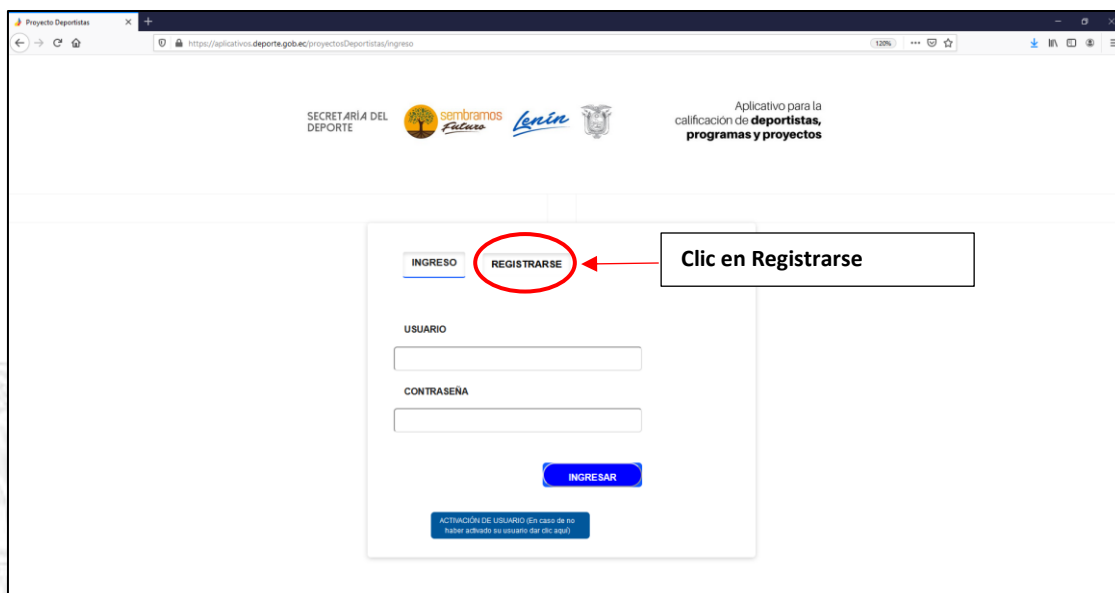 Proyecto Deportistas
https://aplicativos.deporte.gob.ec/proyectosDeportistas/ingreso
120%
SECRETARÍA DEL
DEPORTE
sembramos
Futuro
Lenín
Aplicativo para la
calificación de deportistas,
programas y proyectos
INGRESO
REGISTRARSE
Clic en Registrarse
USUARIO
CONTRASEÑA
INGRESAR
ACTIVACIÓN DE USUARIO (En caso de no
haber activado su usuario dar clic aquí)